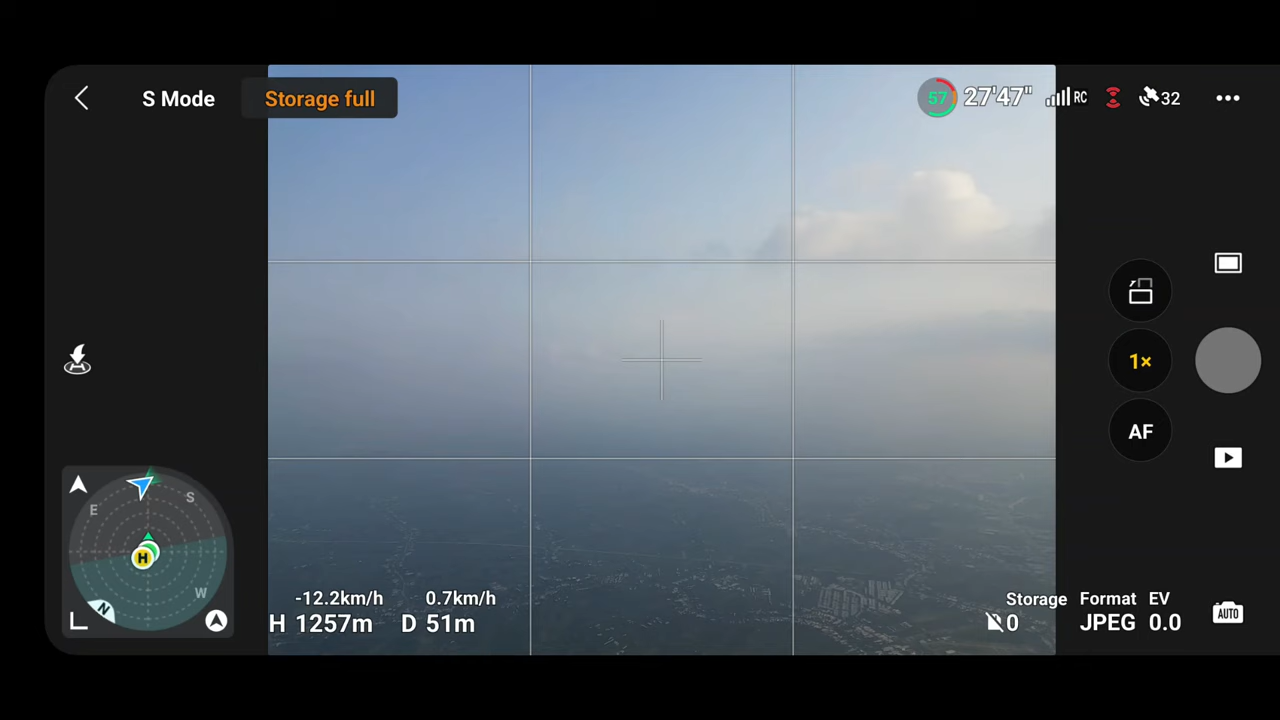 S Mode
Storage full
57
27'47"
RC
32
1×
AF
E
S
H
N
W
-12.2km/h
0.7km/h
H 1257m
D 51m
Storage
0
Format
JPEG
EV
0.0
AUTO